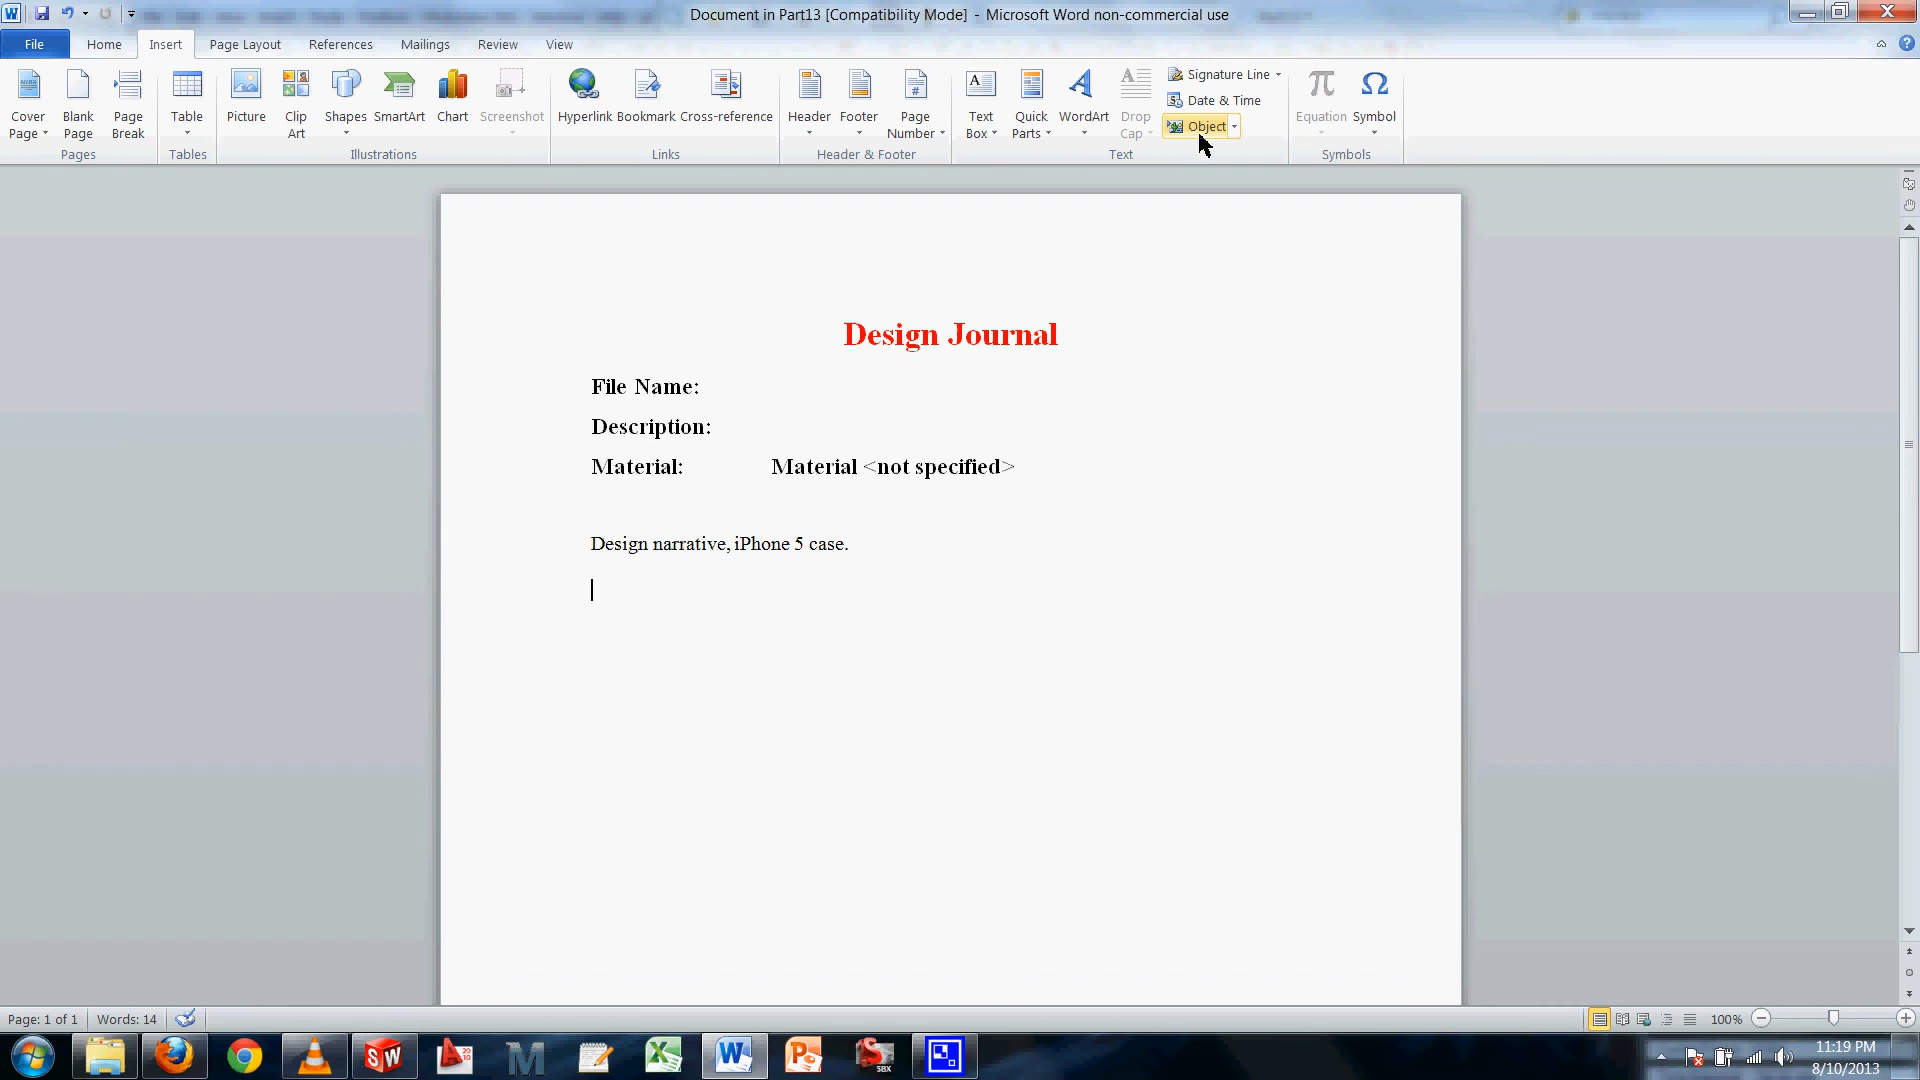 Document in Part13 [Compatibility Mode] - Microsoft Word non-commercial use
File Home Insert Page Layout References Mailings Review View
Cover Page
Blank Page
Page Break
Table
Picture
Clip Art
Shapes
SmartArt
Chart
Screenshot
Hyperlink
Bookmark
Cross-reference
Header
Footer
Page Number
Text Box
Quick Parts
WordArt
Drop Cap
Signature Line
Date & Time
Object
Equation
Symbol
Pages Tables Illustrations Links Header & Footer Text Symbols
Design Journal
File Name:
Description:
Material: Material <not specified>
Design narrative, iPhone 5 case.
Page: 1 of 1 Words: 14 100%
11:19 PM
8/10/2013